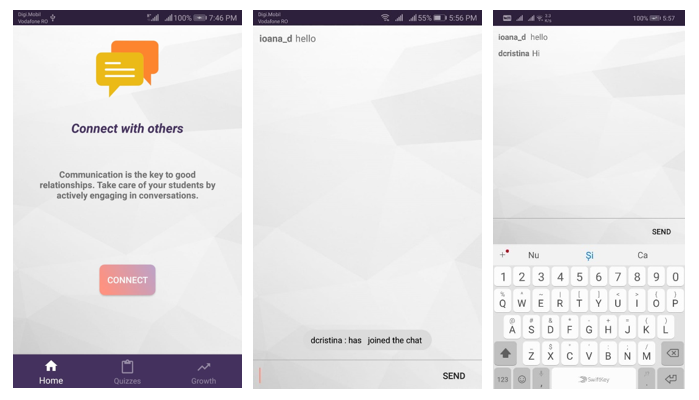 Digi.Mobil
Vodafone RO
100% 7:46 PM
Connect with others
Communication is the key to good
relationships. Take care of your students by
actively engaging in conversations.
CONNECT
Home Quizzes Growth
Digi.Mobil
Vodafone RO
55% 5:56 PM
ioana_d hello
dcristina : has joined the chat
SEND
100% 5:57
ioana_d hello
dcristina Hi
SEND
+ Nu Și Ca
1 2 3 4 5 6 7 8 9 0
Q W E R T Y U I O P
A S D F G H J K L
Z X C V B N M
123 SwiftKey